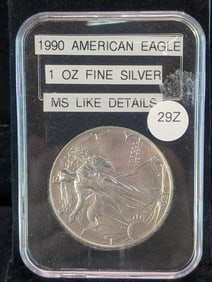 1990 AMERICAN EAGLE
1 OZ FINE SILVER
MS LIKE DETAILS
29Z